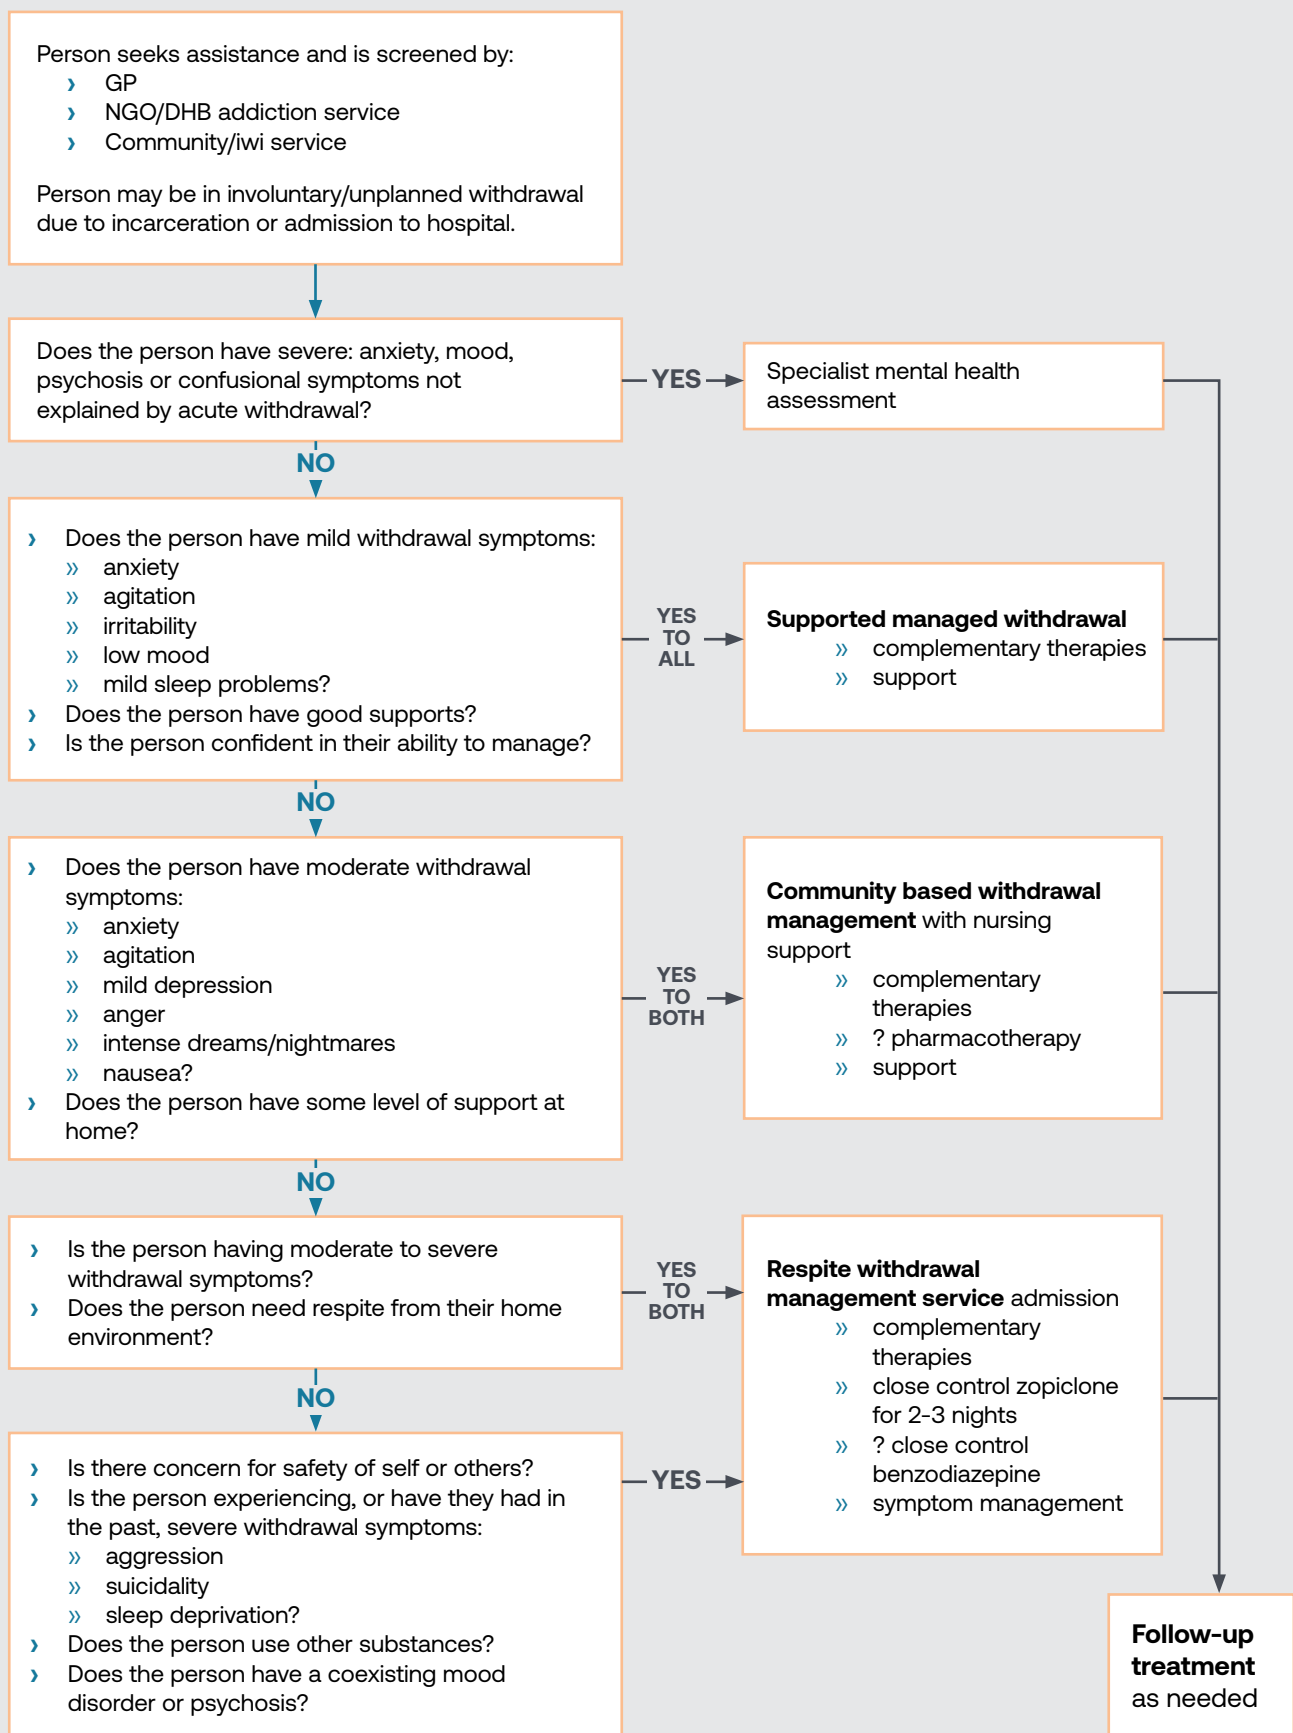 Person seeks assistance and is screened by:
› GP
› NGO/DHB addiction service
› Community/iwi service
Person may be in involuntary/unplanned withdrawal
due to incarceration or admission to hospital.
Does the person have severe: anxiety, mood,
psychosis or confusional symptoms not
explained by acute withdrawal?
YES
Specialist mental health
assessment
NO
› Does the person have mild withdrawal symptoms:
» anxiety
» agitation
» irritability
» low mood
» mild sleep problems?
› Does the person have good supports?
› Is the person confident in their ability to manage?
YES
TO
ALL
Supported managed withdrawal
» complementary therapies
» support
NO
› Does the person have moderate withdrawal
symptoms:
» anxiety
» agitation
» mild depression
» anger
» intense dreams/nightmares
» nausea?
› Does the person have some level of support at
home?
YES
TO
BOTH
Community based withdrawal
management with nursing
support
» complementary
therapies
» ? pharmacotherapy
» support
NO
› Is the person having moderate to severe
withdrawal symptoms?
› Does the person need respite from their home
environment?
YES
TO
BOTH
Respite withdrawal
management service admission
» complementary
therapies
» close control zopiclone
for 2-3 nights
» ? close control
benzodiazepine
» symptom management
NO
› Is there concern for safety of self or others?
› Is the person experiencing, or have they had in
the past, severe withdrawal symptoms:
» aggression
» suicidality
» sleep deprivation?
› Does the person use other substances?
› Does the person have a coexisting mood
disorder or psychosis?
YES
Follow-up
treatment
as needed